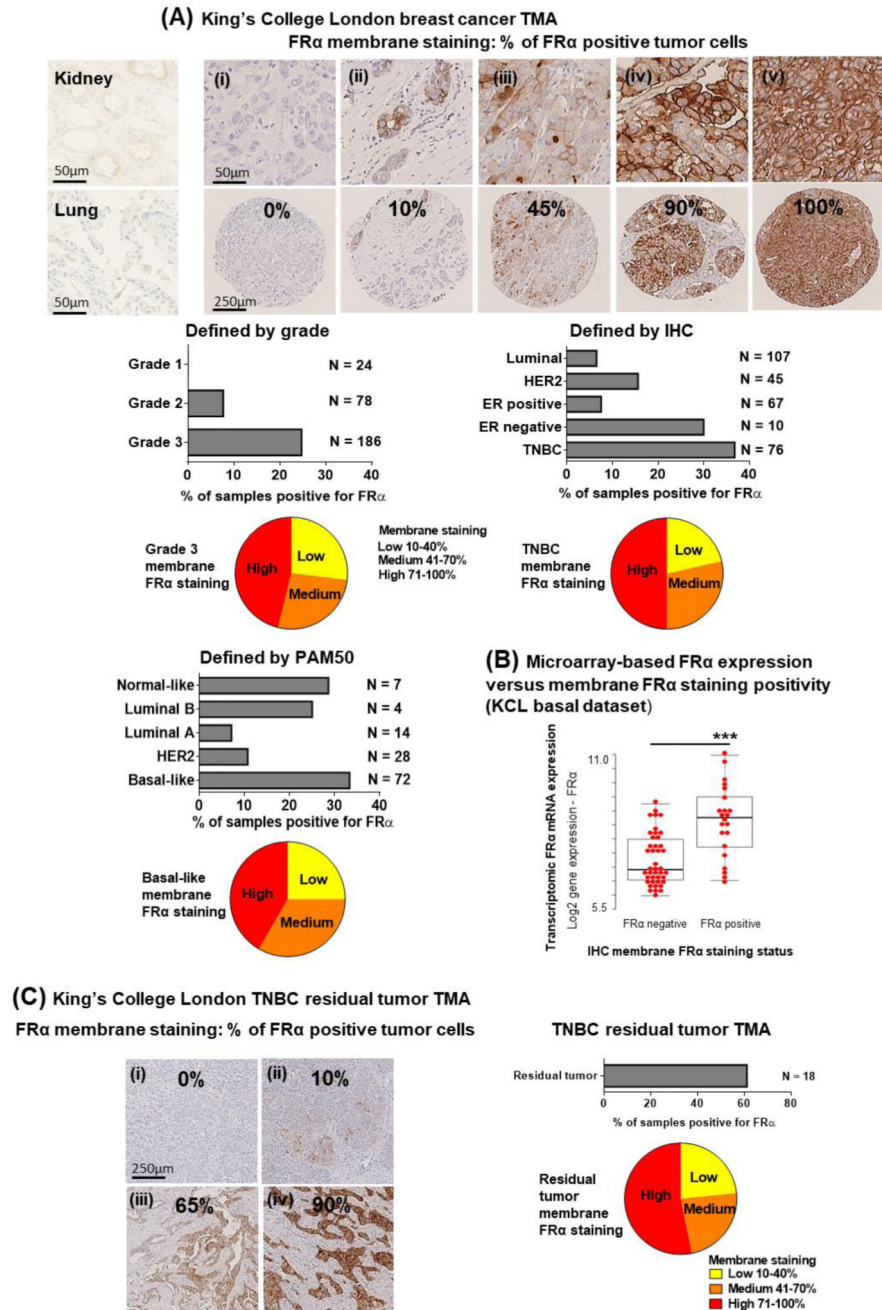 (A) King's College London breast cancer TMA
FRα membrane staining: % of FRα positive tumor cells
Kidney
50µm
Lung
50µm
(i)
(ii)
(iii)
(iv)
(v)
50µm
0%
10%
45%
90%
100%
250µm
Defined by grade
Grade 1
N = 24
Grade 2
N = 78
Grade 3
N = 186
0 10 20 30 40
% of samples positive for FRα
Grade 3
membrane
FRα staining
High
Low
Medium
Membrane staining
Low 10-40%
Medium 41-70%
High 71-100%
Defined by IHC
Luminal
N = 107
HER2
N = 45
ER positive
N = 67
ER negative
N = 10
TNBC
N = 76
0 10 20 30 40
% of samples positive for FRα
TNBC
membrane
FRα staining
High
Low
Medium
Defined by PAM50
Normal-like
N = 7
Luminal B
N = 4
Luminal A
N = 14
HER2
N = 28
Basal-like
N = 72
0 10 20 30 40
% of samples positive for FRα
Basal-like
membrane
FRα staining
High
Low
Medium
(B) Microarray-based FRα expression
versus membrane FRα staining positivity
(KCL basal dataset)
***
Transcriptomic FRα mRNA expression
Log2 gene expression - FRα
11.0
5.5
FRα negative FRα positive
IHC membrane FRα staining status
(C) King's College London TNBC residual tumor TMA
FRα membrane staining: % of FRα positive tumor cells
(i)
0%
250µm
(ii)
10%
(iii)
65%
(iv)
90%
TNBC residual tumor TMA
Residual tumor
N = 18
0 20 40 60 80
% of samples positive for FRα
Residual
tumor
membrane
FRα staining
High
Low
Medium
Membrane staining
Low 10-40%
Medium 41-70%
High 71-100%